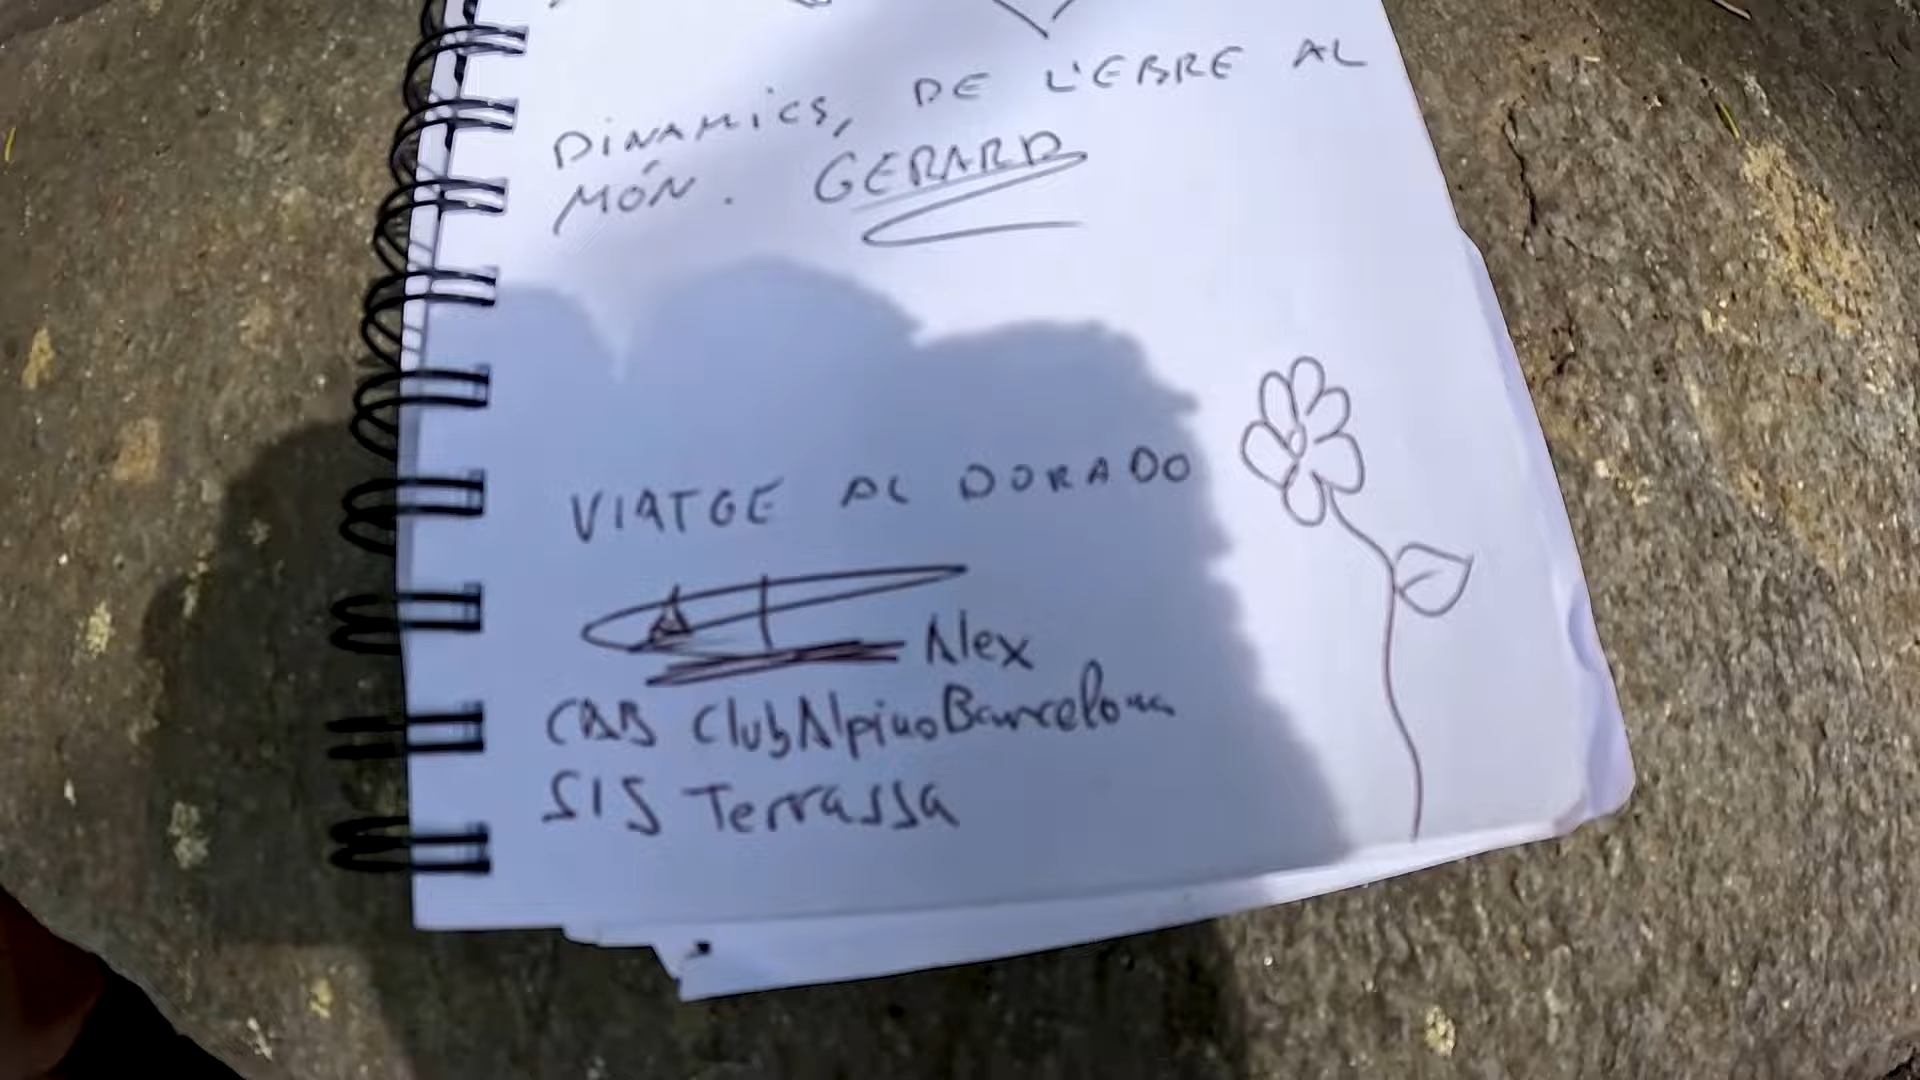 DINAMICS, DE L'EBRE AL
MÓN. GERARD
VIATGE AL DORADO
Alex
CAB ClubAlpinoBarcelona
SIS Terrassa